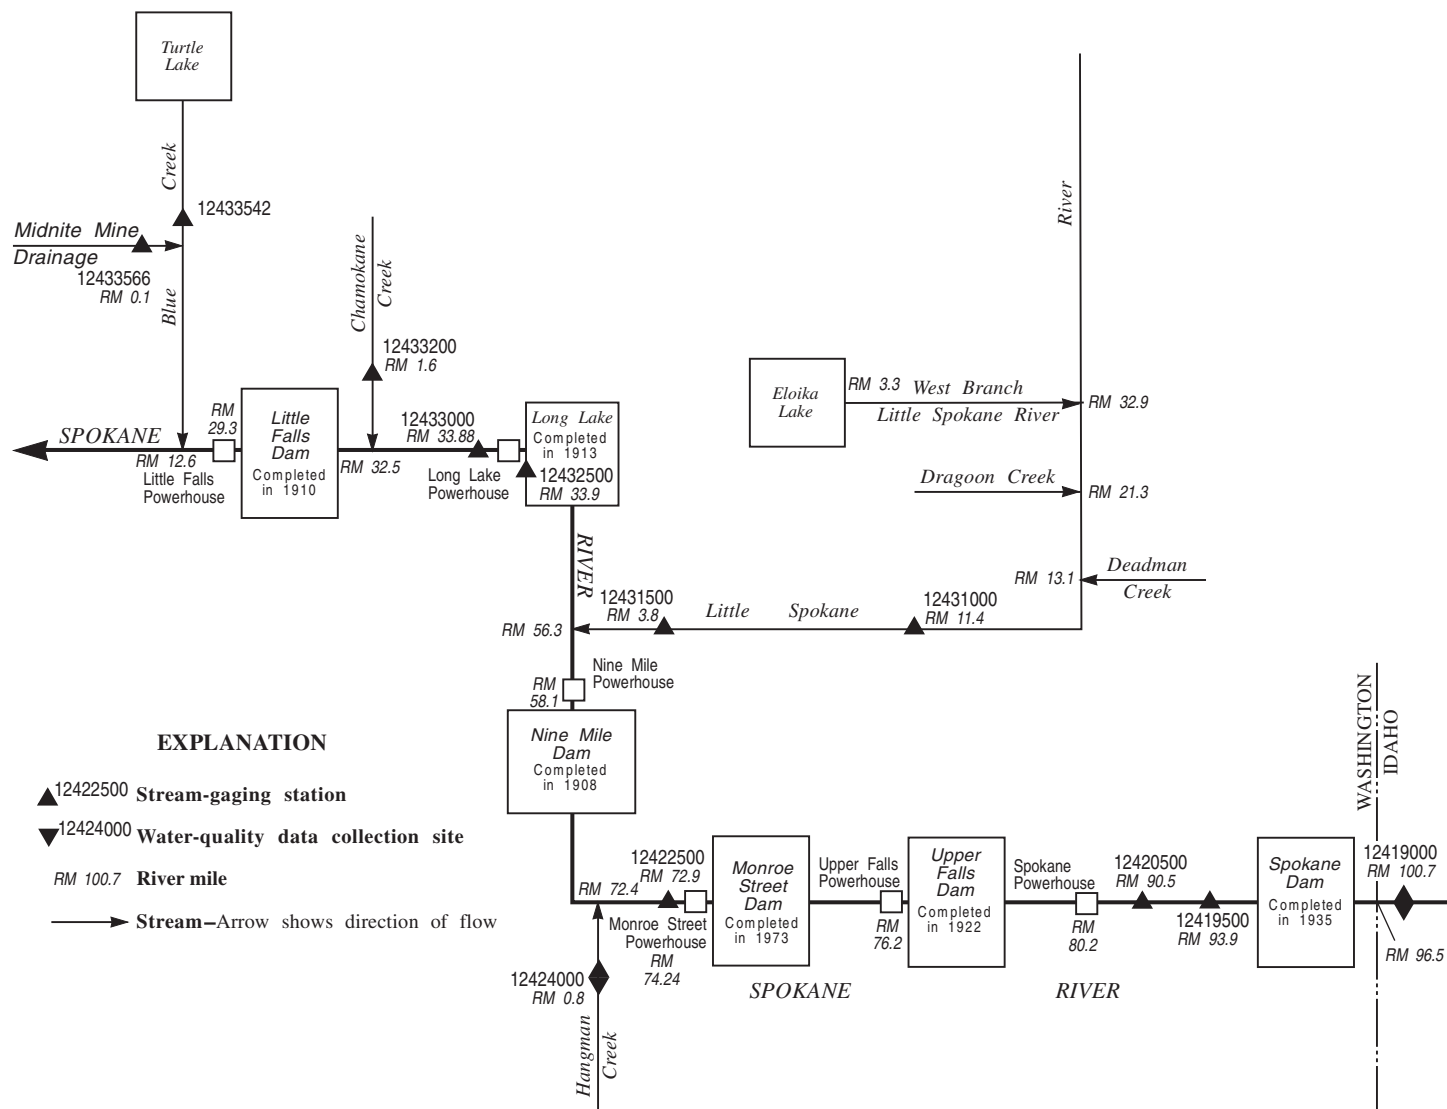 Turtle
Lake
Creek
12433542
Midnite Mine
Drainage
12433566
RM 0.1
Blue
Chamokane
Creek
12433200
RM 1.6
River
Eloika
Lake
RM 3.3 West Branch
Little Spokane River
RM 32.9
Dragoon Creek
RM 21.3
RM 13.1
Deadman
Creek
SPOKANE
RM 12.6
RM
29.3
Little Falls
Powerhouse
Little
Falls
Dam
Completed
in 1910
RM 32.5
12433000
RM 33.88
Long Lake
Powerhouse
Long Lake
Completed
in 1913
12432500
RM 33.9
RIVER
12431500
RM 3.8
Little Spokane
12431000
RM 11.4
RM 56.3
Nine Mile
Powerhouse
RM
58.1
Nine Mile
Dam
Completed
in 1908
EXPLANATION
12422500 Stream-gaging station
12424000 Water-quality data collection site
RM 100.7 River mile
Stream–Arrow shows direction of flow
RM 72.4
12422500
RM 72.9
Monroe Street
Powerhouse
RM
74.24
Monroe
Street
Dam
Completed
in 1973
Upper Falls
Powerhouse
RM
76.2
Upper
Falls
Dam
Completed
in 1922
Spokane
Powerhouse
RM
80.2
12420500
RM 90.5
12419500
RM 93.9
Spokane
Dam
Completed
in 1935
WASHINGTON
IDAHO
12419000
RM 100.7
RM 96.5
12424000
RM 0.8
Hangman
Creek
SPOKANE RIVER